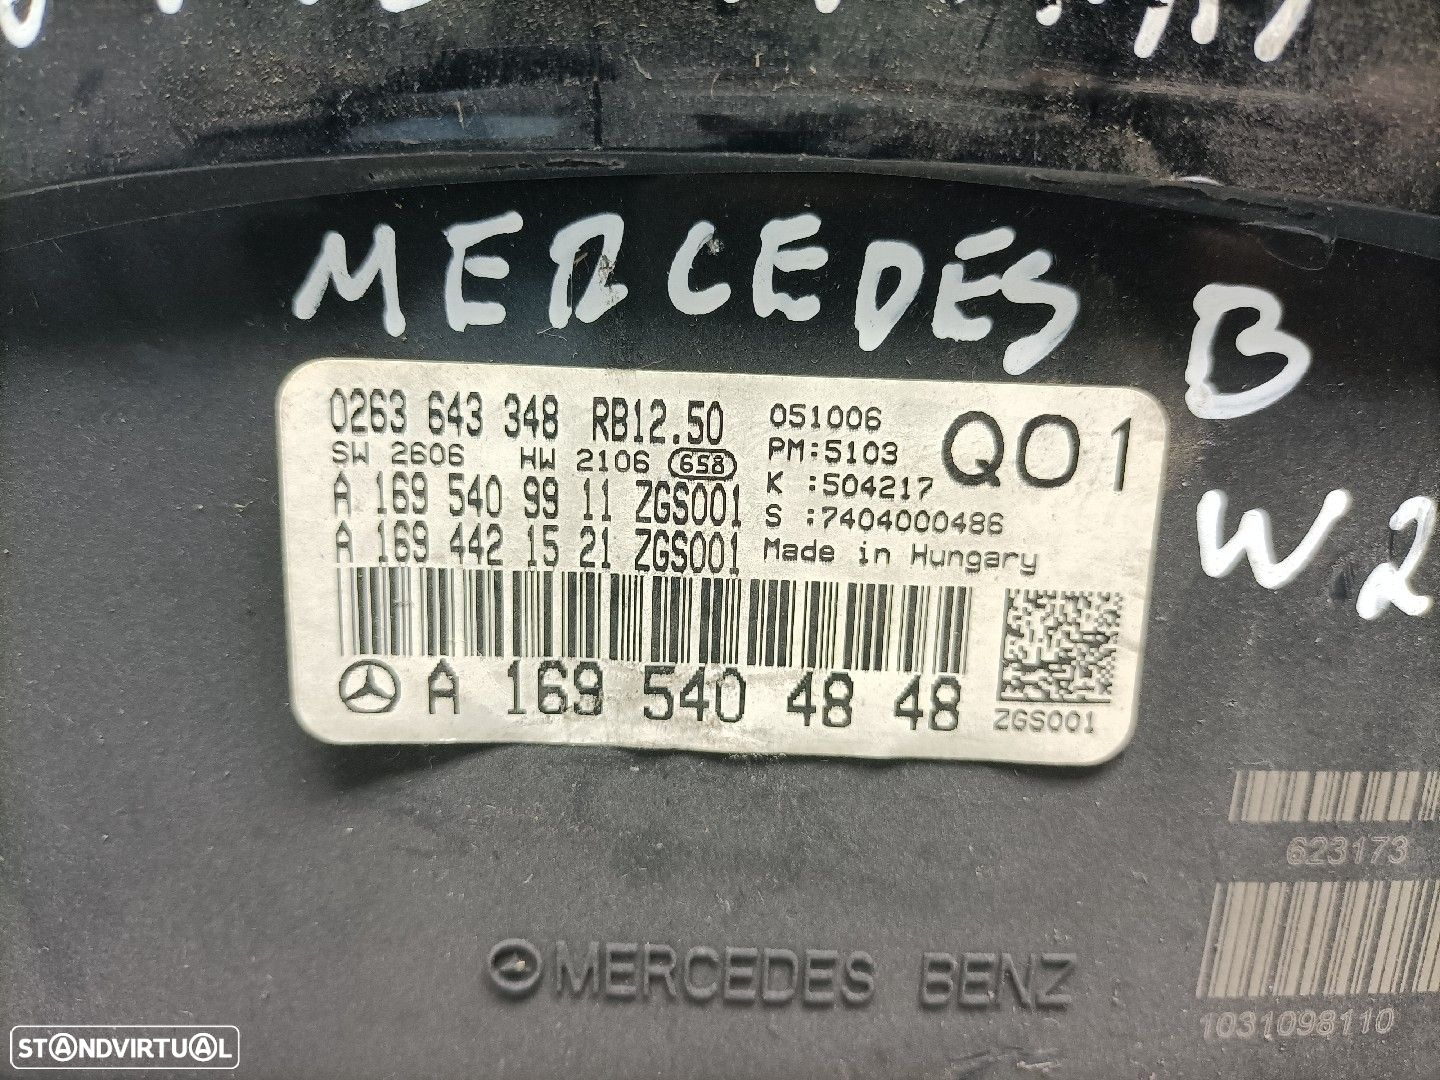 MERCEDES B
W2
0263 643 348 RB12.50
SW 2606 HW 2106 658
A 169 540 99 11 ZGS001
A 169 442 15 21 ZGS001
051006
PM:5103
K :504217
S :7404000486
Made in Hungary
Q01
A 169 540 48 48
ZGS001
623173
1031098110
MERCEDES BENZ
STANDVIRTUAL